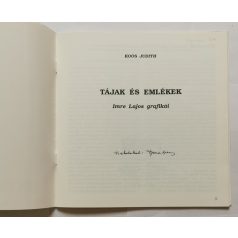 KOOS JUDITH
TÁJAK ÉS EMLÉKEK
Imre Lajos grafikái